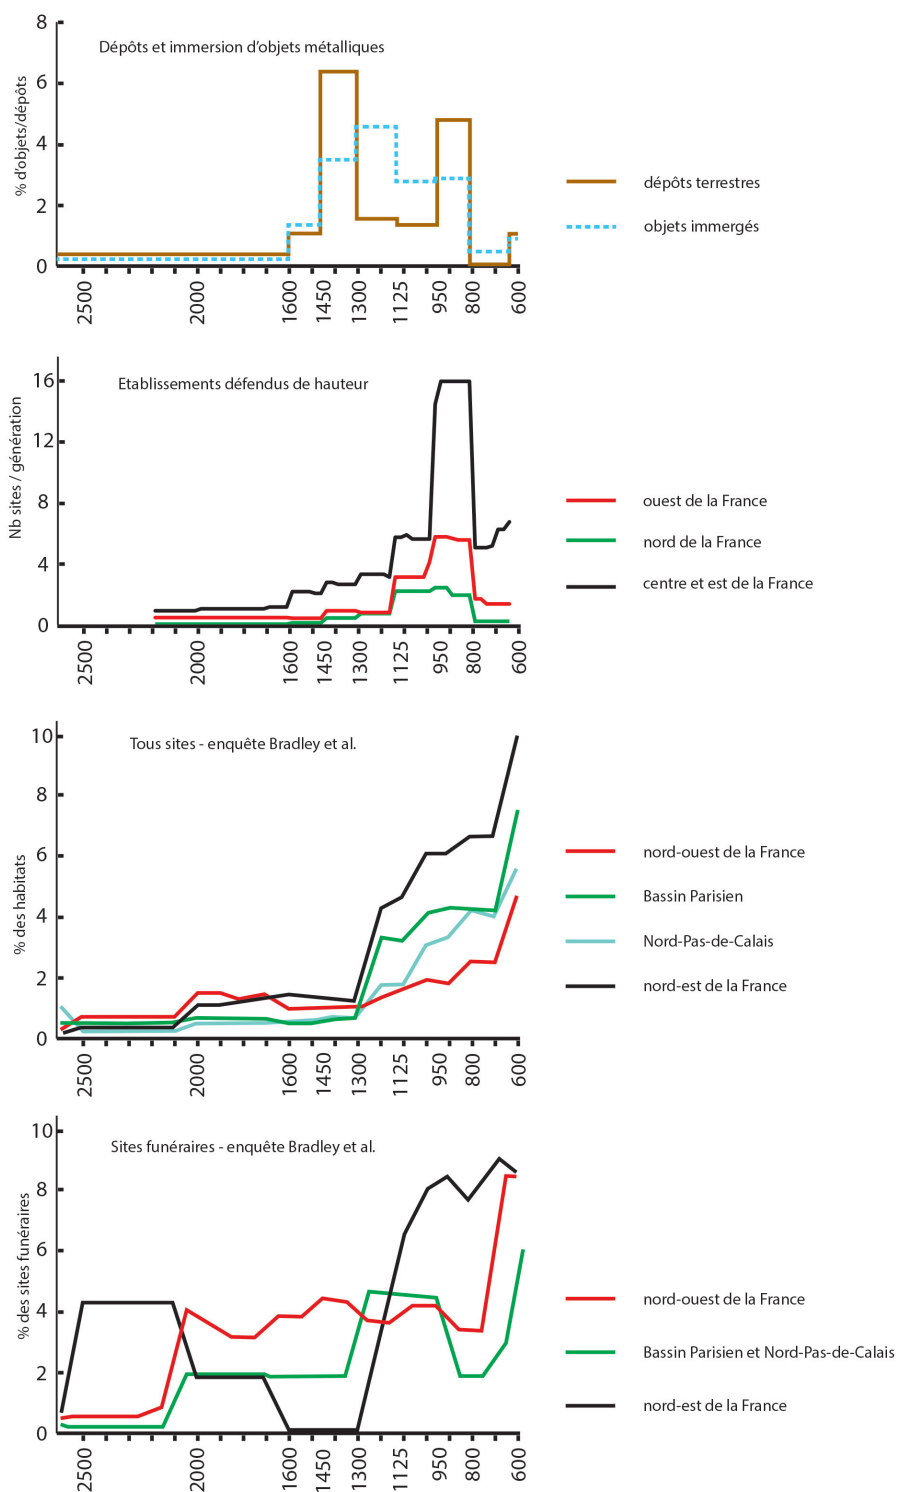 Dépôts et immersion d'objets métalliques
% d'objets/dépôts
8
6
4
2
0
2500
2000
1600
1450
1300
1125
950
800
600
dépôts terrestres
objets immergés
Etablissements défendus de hauteur
Nb sites / génération
16
12
8
4
0
2500
2000
1600
1450
1300
1125
950
800
600
ouest de la France
nord de la France
centre et est de la France
Tous sites - enquête Bradley et al.
% des habitats
10
8
6
4
2
0
2500
2000
1600
1450
1300
1125
950
800
600
nord-ouest de la France
Bassin Parisien
Nord-Pas-de-Calais
nord-est de la France
Sites funéraires - enquête Bradley et al.
% des sites funéraires
10
8
6
4
2
0
2500
2000
1600
1450
1300
1125
950
800
600
nord-ouest de la France
Bassin Parisien et Nord-Pas-de-Calais
nord-est de la France